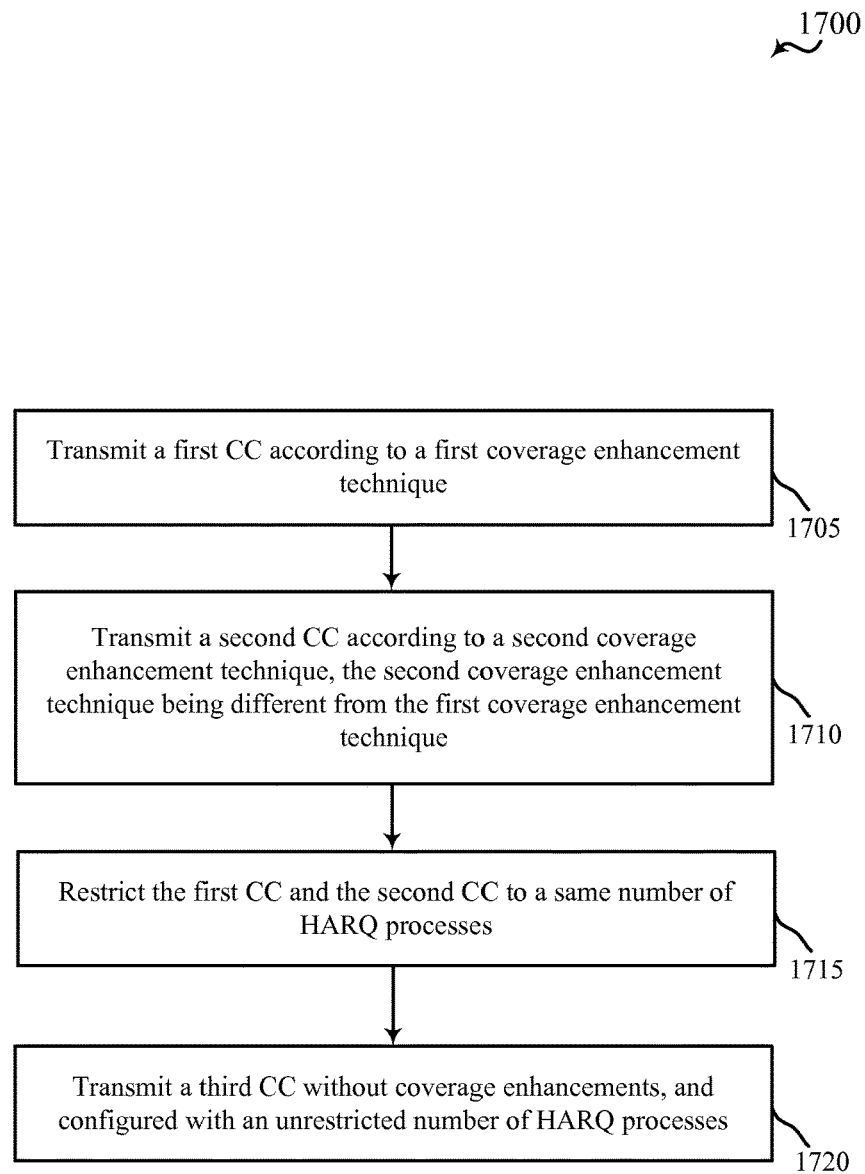 1700
Transmit a first CC according to a first coverage enhancement
technique
1705
Transmit a second CC according to a second coverage
enhancement technique, the second coverage enhancement
technique being different from the first coverage enhancement
technique
1710
Restrict the first CC and the second CC to a same number of
HARQ processes
1715
Transmit a third CC without coverage enhancements, and
configured with an unrestricted number of HARQ processes
1720